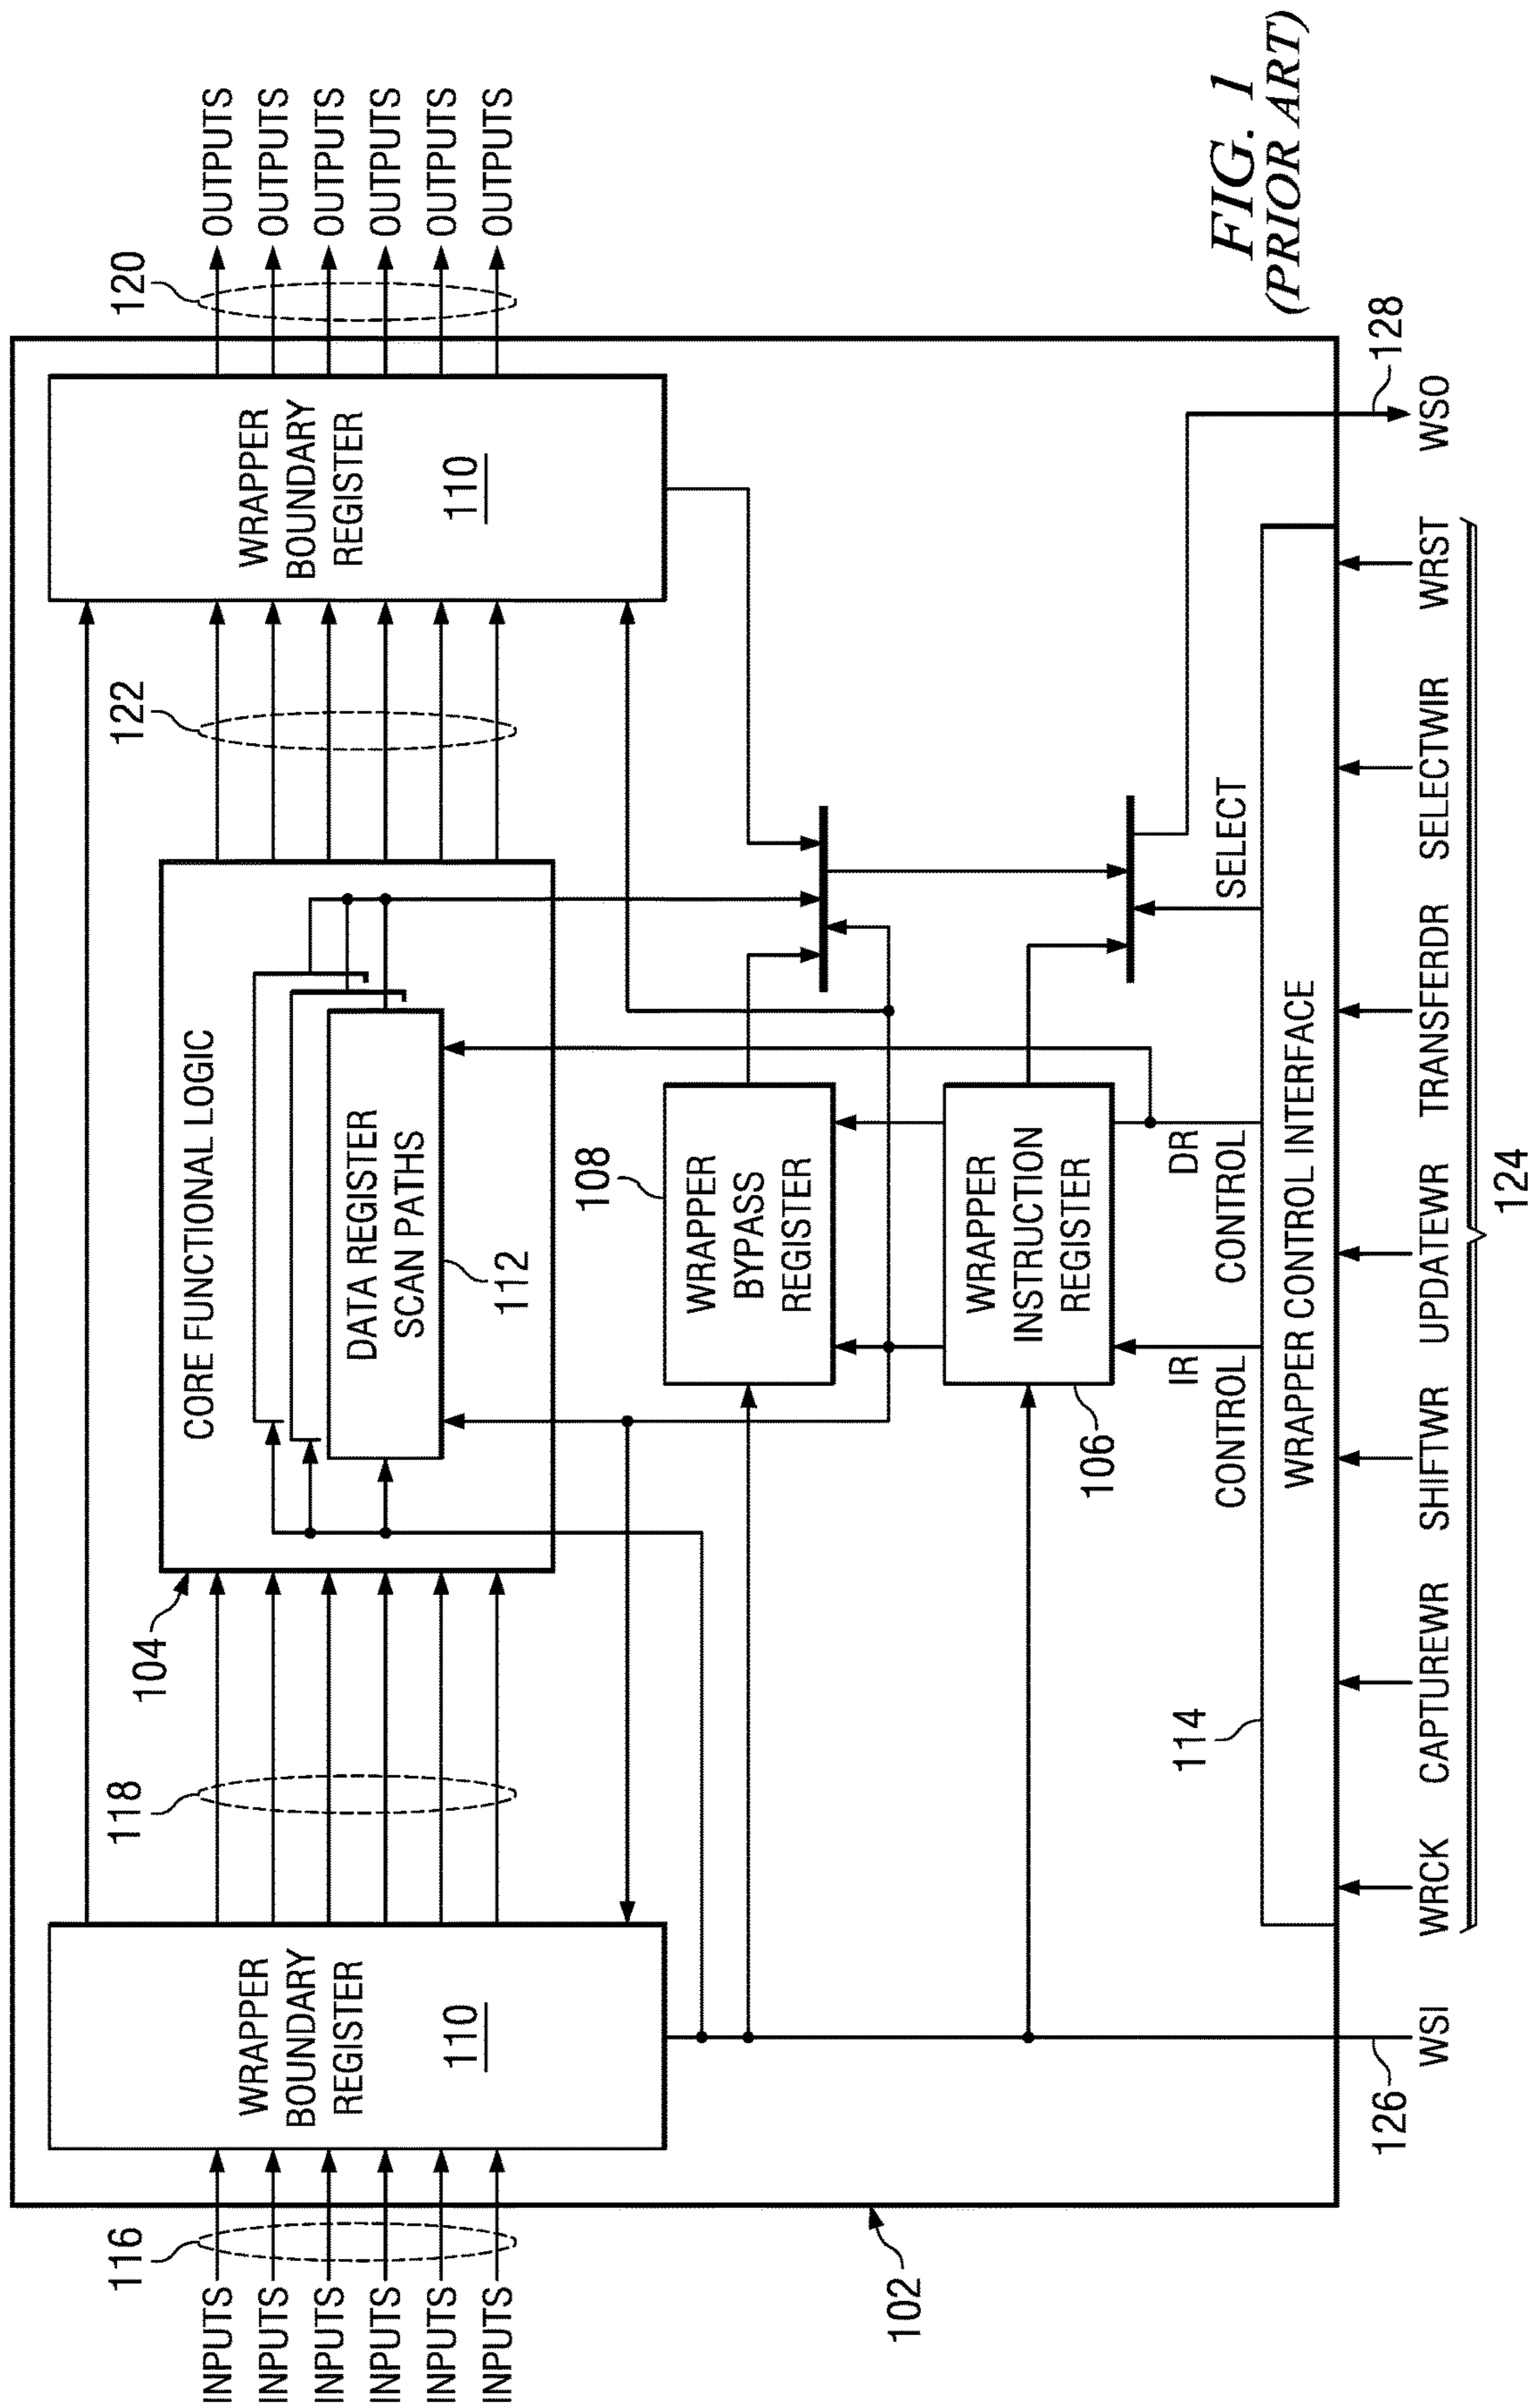 116
118
122
120
INPUTS
INPUTS
INPUTS
INPUTS
INPUTS
INPUTS
WRAPPER
BOUNDARY
REGISTER
110
104
CORE FUNCTIONAL LOGIC
DATA REGISTER
SCAN PATHS
112
WRAPPER
BOUNDARY
REGISTER
110
OUTPUTS
OUTPUTS
OUTPUTS
OUTPUTS
OUTPUTS
OUTPUTS
108
WRAPPER
BYPASS
REGISTER
102
WRAPPER
INSTRUCTION
REGISTER
106
IR
CONTROL
DR
CONTROL
SELECT
114
WRAPPER CONTROL INTERFACE
126
128
WSI
WRCK
CAPTUREWR
SHIFTWR
UPDATEWR
TRANSFERDR
SELECTWIR
WRST
WSO
124
FIG. 1
(PRIOR ART)